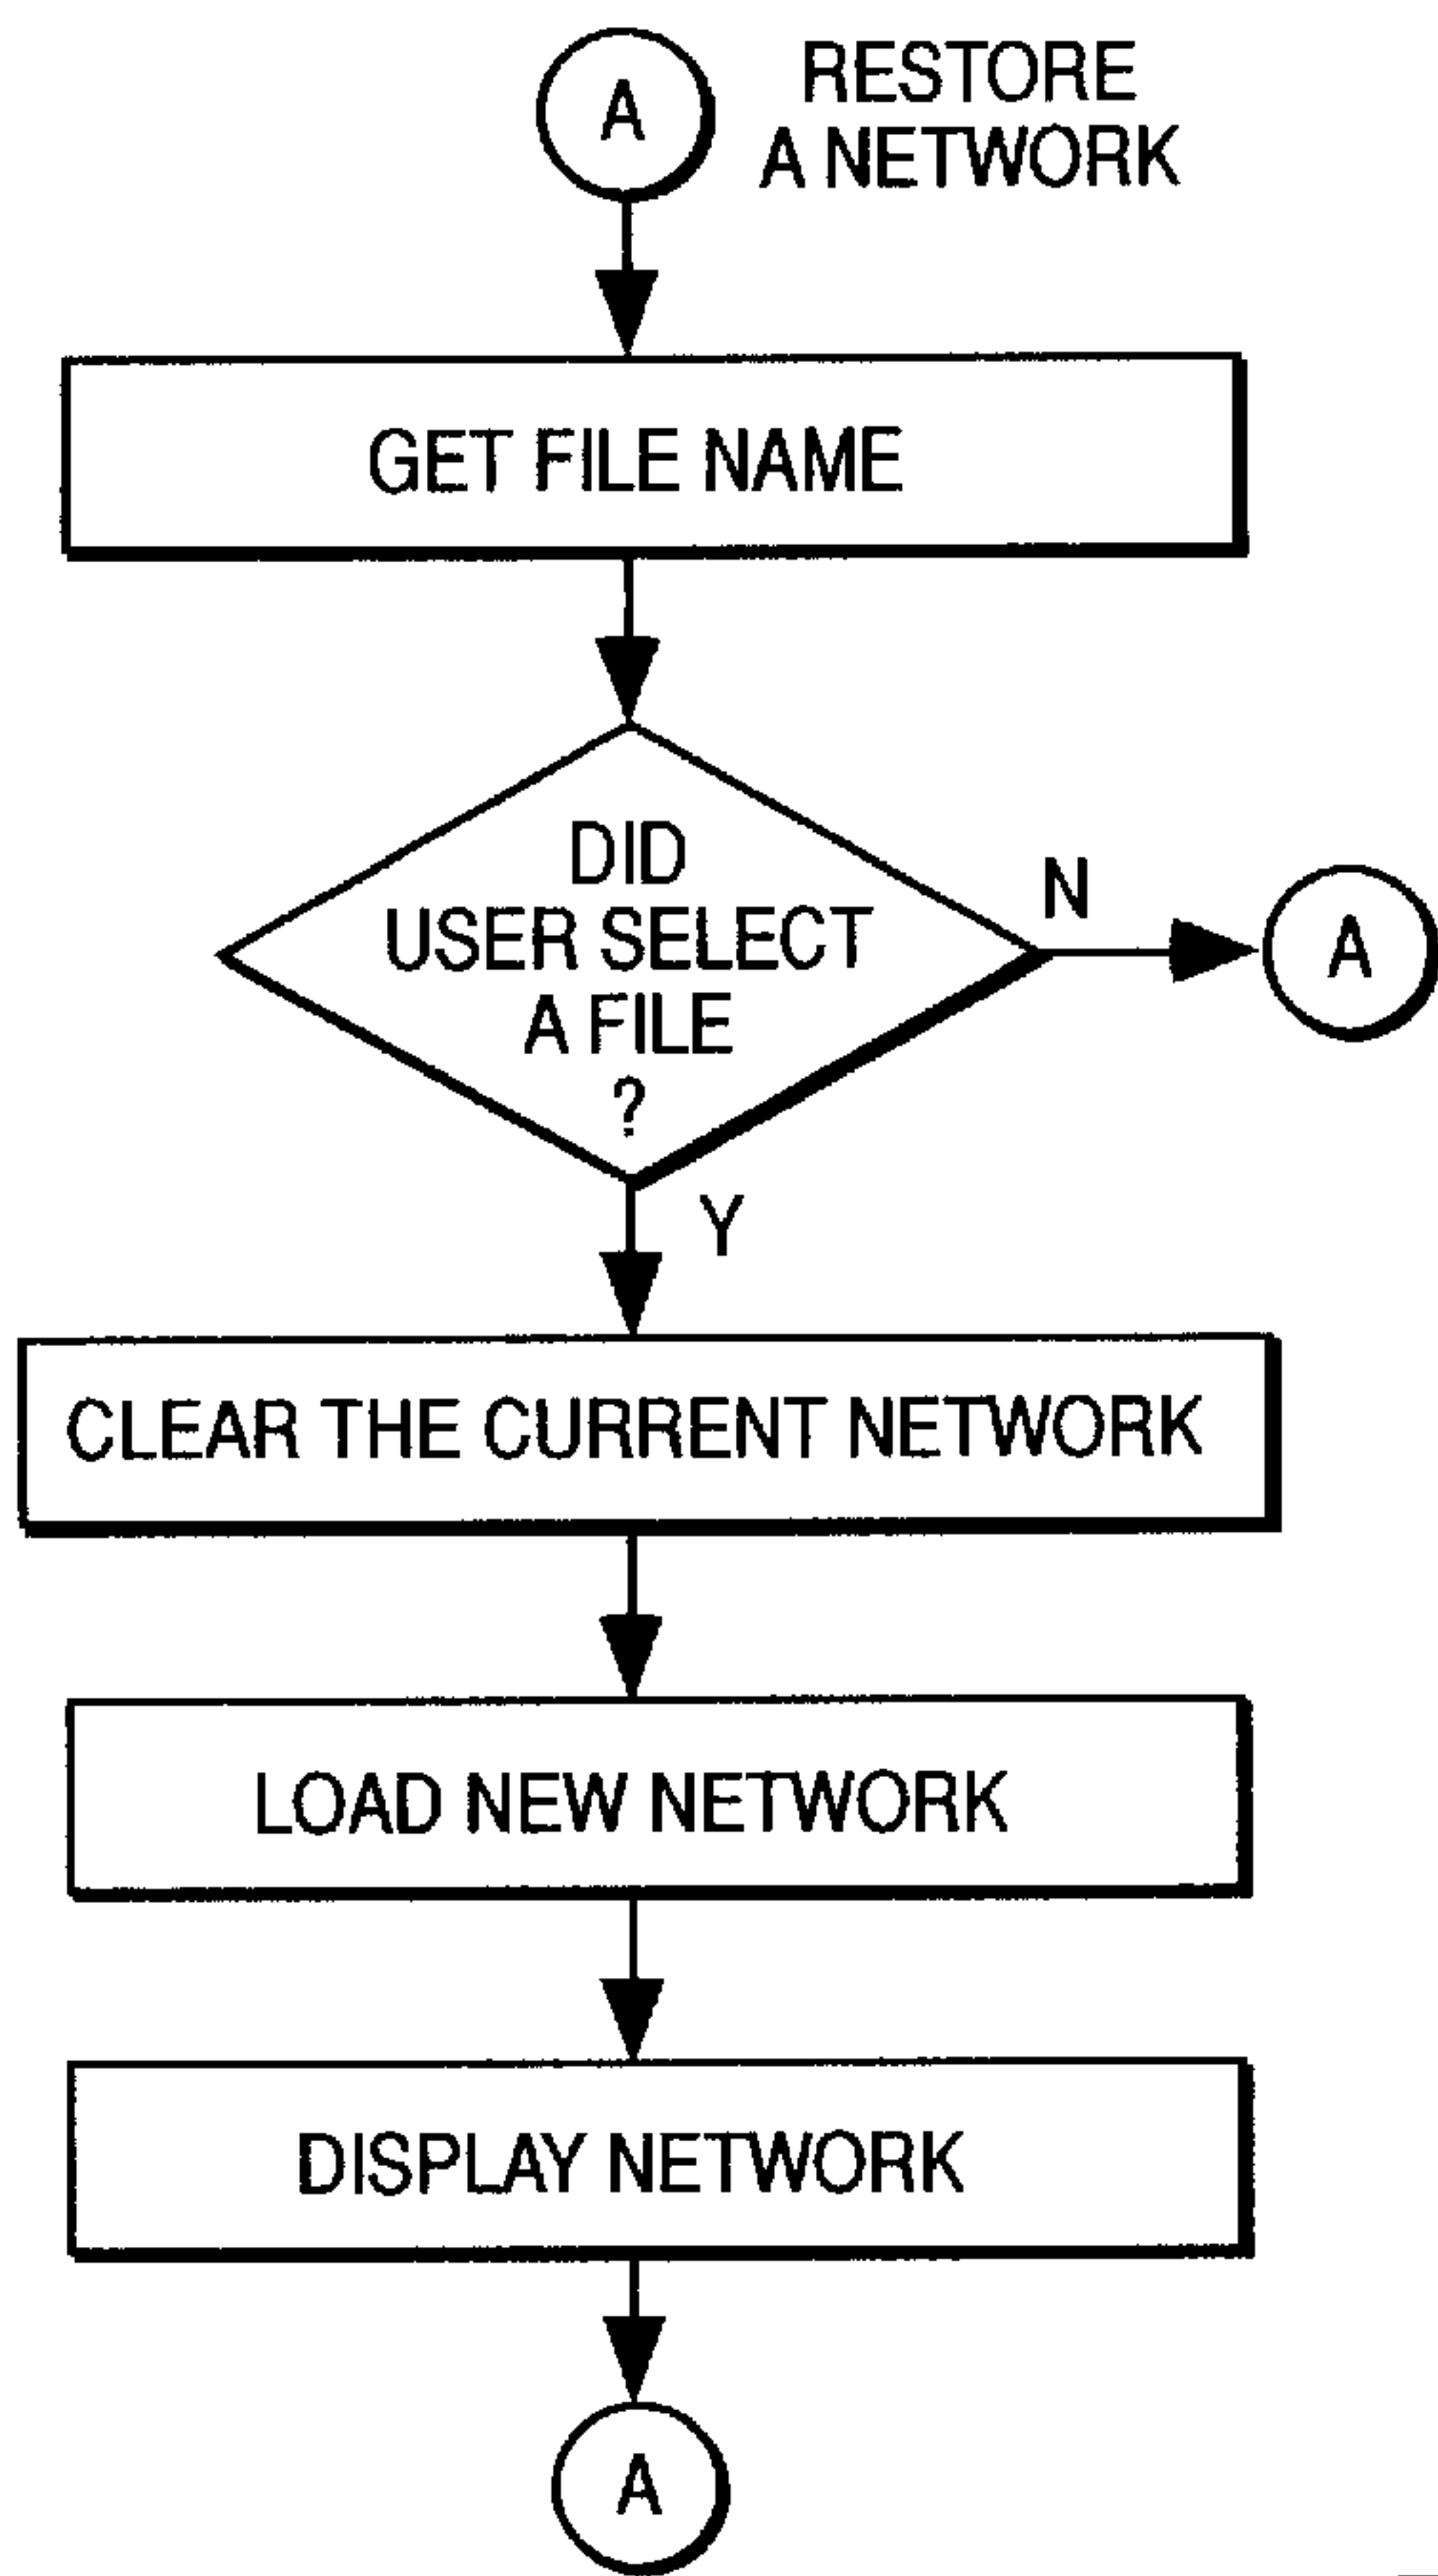 A
RESTORE
A NETWORK
GET FILE NAME
DID
USER SELECT
A FILE
?
N
A
Y
CLEAR THE CURRENT NETWORK
LOAD NEW NETWORK
DISPLAY NETWORK
A